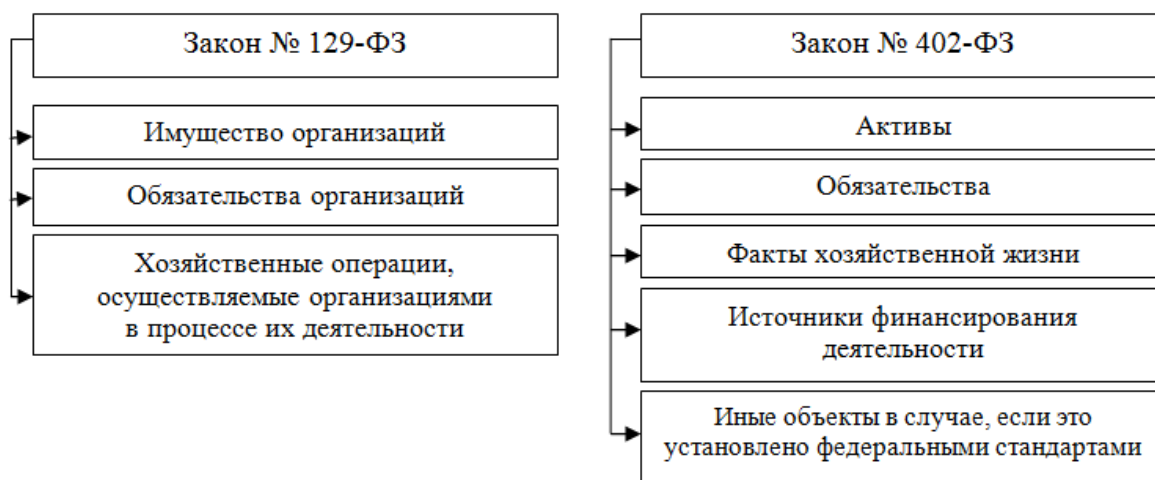 Закон № 129-ФЗ
Имущество организаций
Обязательства организаций
Хозяйственные операции,
осуществляемые организациями
в процессе их деятельности
Закон № 402-ФЗ
Активы
Обязательства
Факты хозяйственной жизни
Источники финансирования
деятельности
Иные объекты в случае, если это
установлено федеральными стандартами